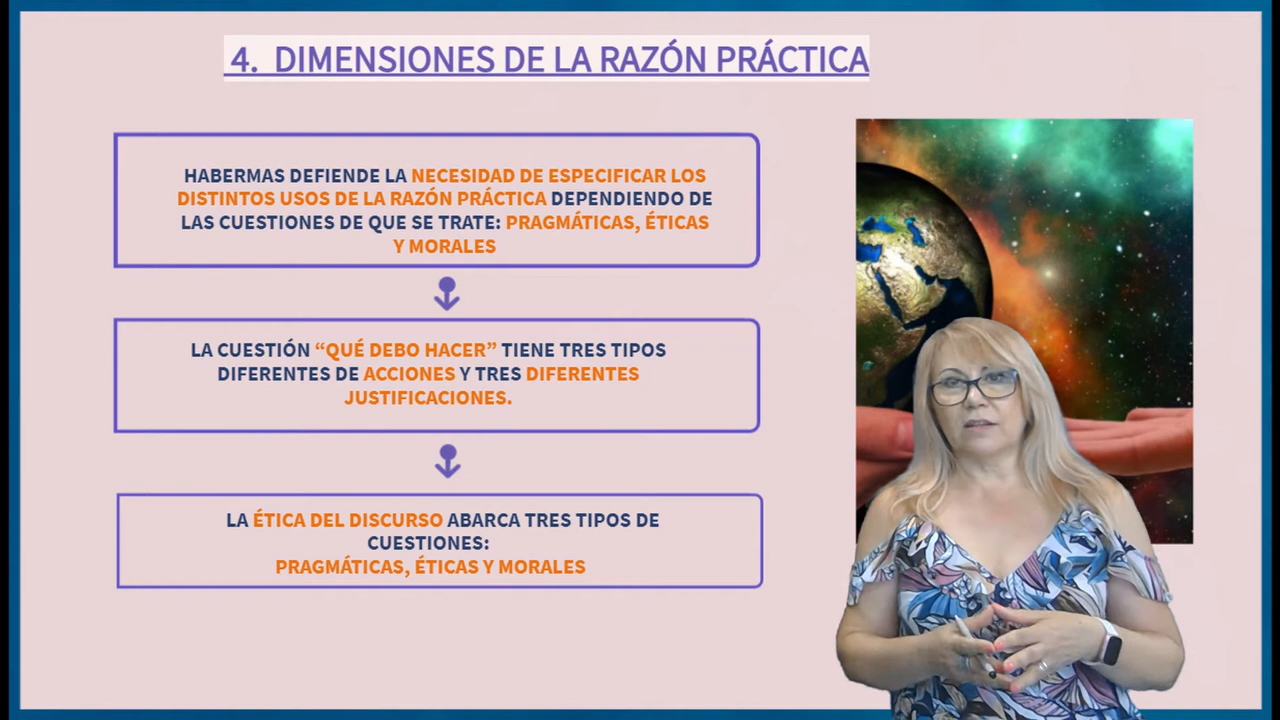 4. DIMENSIONES DE LA RAZÓN PRÁCTICA
HABERMAS DEFIENDE LA NECESIDAD DE ESPECIFICAR LOS
DISTINTOS USOS DE LA RAZÓN PRÁCTICA DEPENDIENDO DE
LAS CUESTIONES DE QUE SE TRATE: PRAGMÁTICAS, ÉTICAS
Y MORALES
LA CUESTIÓN “QUÉ DEBO HACER” TIENE TRES TIPOS
DIFERENTES DE ACCIONES Y TRES DIFERENTES
JUSTIFICACIONES.
LA ÉTICA DEL DISCURSO ABARCA TRES TIPOS DE
CUESTIONES:
PRAGMÁTICAS, ÉTICAS Y MORALES